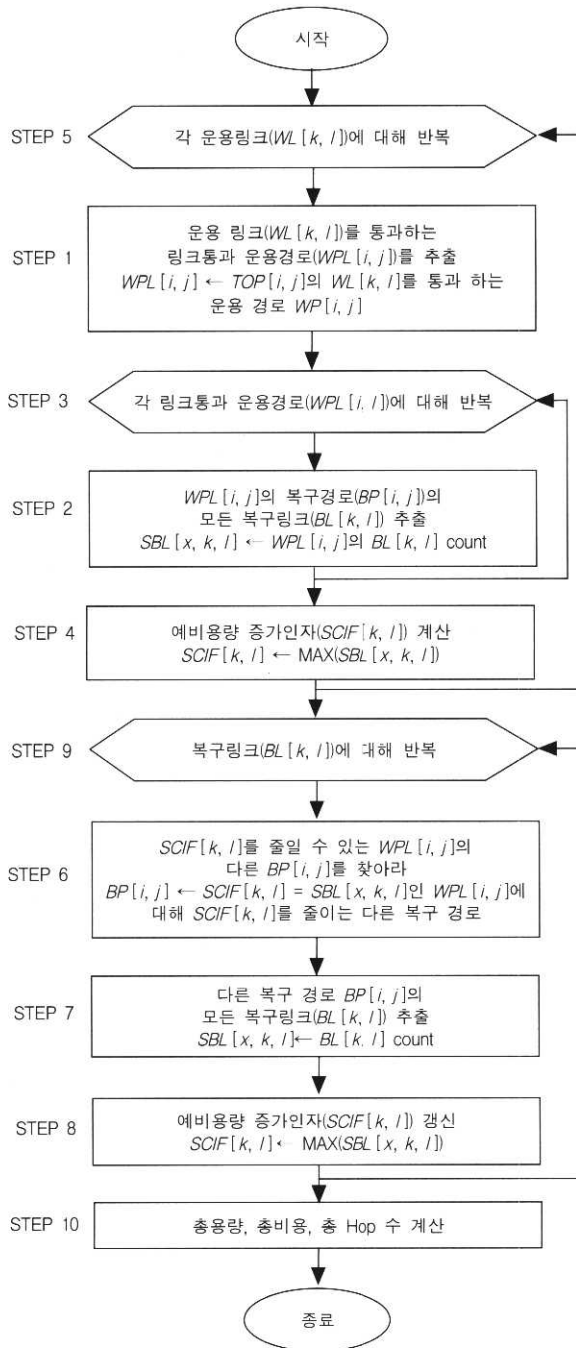 시작
STEP 5
각 운용링크(WL[k, l])에 대해 반복
STEP 1
운용 링크(WL[k, l])를 통과하는
링크통과 운용경로(WPL[i, j])를 추출
WPL[i, j] ← TOP[i, j]의 WL[k, l]를 통과 하는
운용 경로 WP[i, j]
STEP 3
각 링크통과 운용경로(WPL[i, l])에 대해 반복
STEP 2
WPL[i, j]의 복구경로(BP[i, j])의
모든 복구링크(BL[k, l]) 추출
SBL[x, k, l] ← WPL[i, j]의 BL[k, l] count
STEP 4
예비용량 증가인자(SCIF[k, l]) 계산
SCIF[k, l] ← MAX(SBL[x, k, l])
STEP 9
복구링크(BL[k, l])에 대해 반복
STEP 6
SCIF[k, l]를 줄일 수 있는 WPL[i, j]의
다른 BP[i, j]를 찾아라
BP[i, j] ← SCIF[k, l] = SBL[x, k, l]인 WPL[i, j]에
대해 SCIF[k, l]를 줄이는 다른 복구 경로
STEP 7
다른 복구 경로 BP[i, j]의
모든 복구링크(BL[k, l]) 추출
SBL[x, k, l]← BL[k, l] count
STEP 8
예비용량 증가인자(SCIF[k, l]) 갱신
SCIF[k, l]← MAX(SBL[x, k, l])
STEP 10
총용량, 총비용, 총 Hop 수 계산
종료